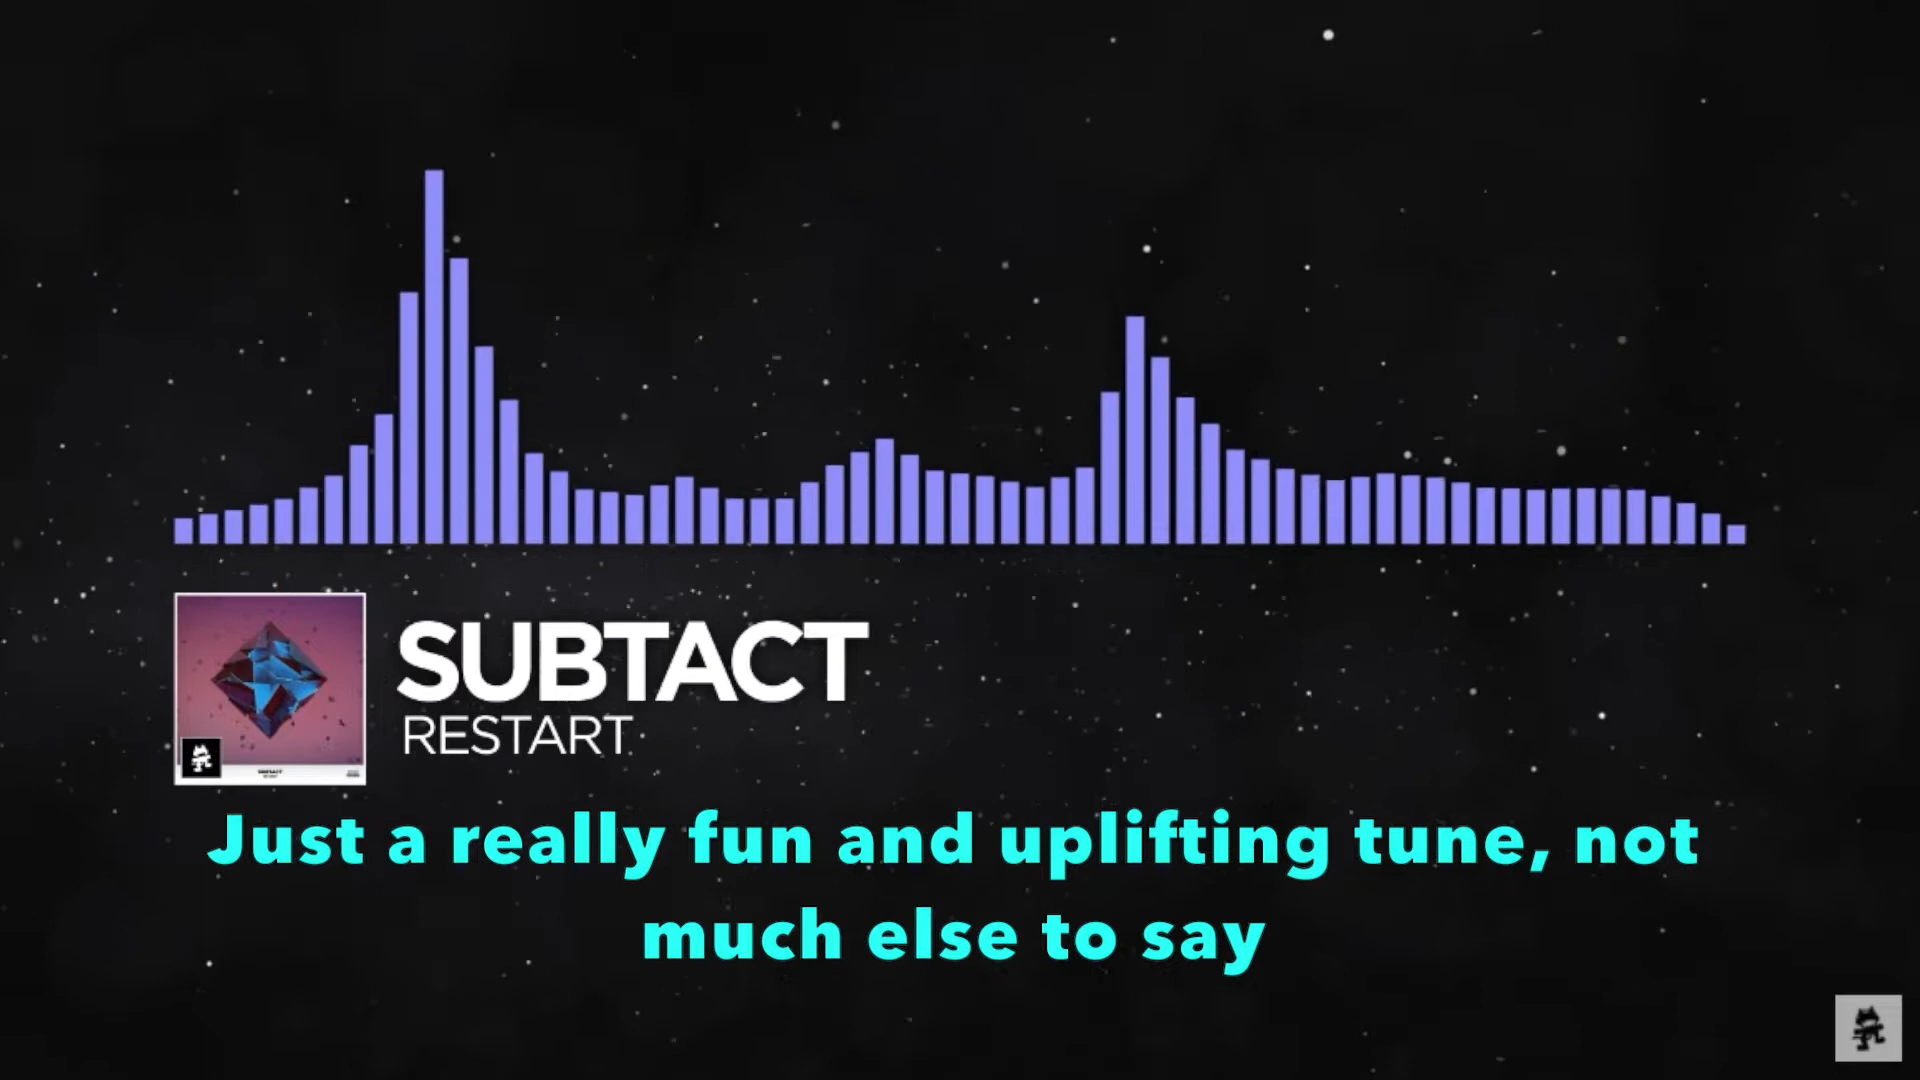 SUBTACT
RESTART
Just a really fun and uplifting tune, not
much else to say